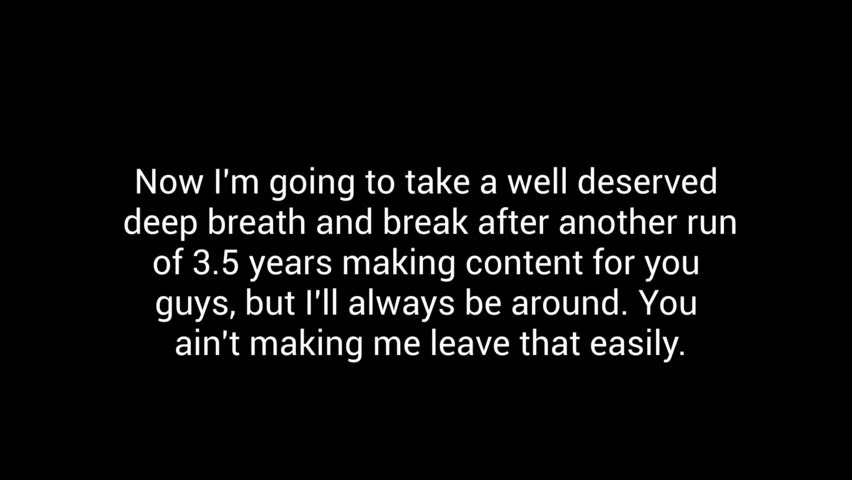 Now I'm going to take a well deserved
deep breath and break after another run
of 3.5 years making content for you
guys, but I'll always be around. You
ain't making me leave that easily.